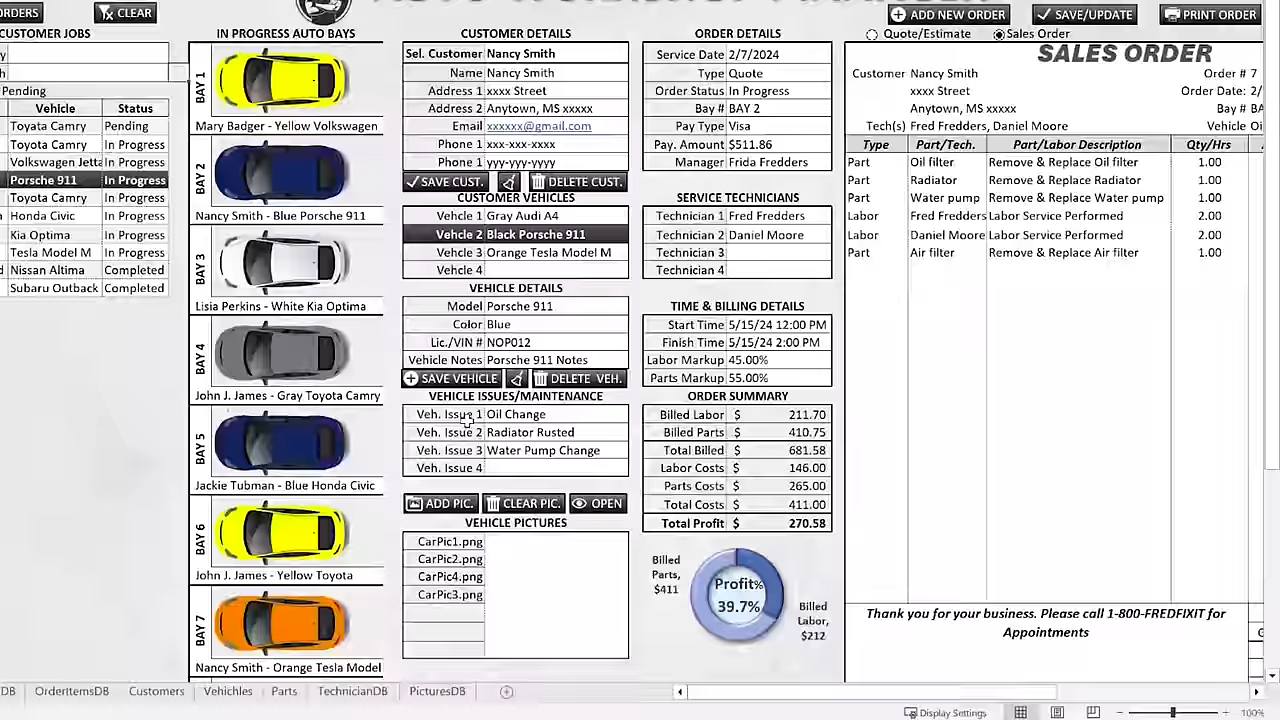 ORDERS
CLEAR
ADD NEW ORDER
SAVE/UPDATE
PRINT ORDER
CUSTOMER JOBS
Pending
Vehicle Status
Toyata Camry Pending
Toyota Camry In Progress
Volkswagen Jetta In Progress
Porsche 911 In Progress
Toyota Camry In Progress
Honda Civic In Progress
Kia Optima In Progress
Tesla Model M In Progress
Nissan Altima Completed
Subaru Outback Completed
IN PROGRESS AUTO BAYS
BAY 1
Mary Badger - Yellow Volkswagen
BAY 2
Nancy Smith - Blue Porsche 911
BAY 3
Lisia Perkins - White Kia Optima
BAY 4
John J. James - Gray Toyota Camry
BAY 5
Jackie Tubman - Blue Honda Civic
BAY 6
John J. James - Yellow Toyota
BAY 7
Nancy Smith - Orange Tesla Model
CUSTOMER DETAILS
Sel. Customer Nancy Smith
Name Nancy Smith
Address 1 xxxx Street
Address 2 Anytown, MS xxxxx
Email xxxxxx@gmail.com
Phone 1 xxx-xxx-xxxx
Phone 1 yyy-yyy-yyyy
SAVE CUST. DELETE CUST.
CUSTOMER VEHICLES
Vehcle 1 Gray Audi A4
Vehcle 2 Black Porsche 911
Vehcle 3 Orange Tesla Model M
Vehcle 4
VEHICLE DETAILS
Model Porsche 911
Color Blue
Lic./VIN # NOP012
Vehicle Notes Porsche 911 Notes
SAVE VEHICLE DELETE VEH.
VEHICLE ISSUES/MAINTENANCE
Veh. Issue 1 Oil Change
Veh. Issue 2 Radiator Rusted
Veh. Issue 3 Water Pump Change
Veh. Issue 4
ADD PIC. CLEAR PIC. OPEN
VEHICLE PICTURES
CarPic1.png
CarPic2.png
CarPic4.png
CarPic3.png
ORDER DETAILS
Service Date 2/7/2024
Type Quote
Order Status In Progress
Bay # BAY 2
Pay Type Visa
Pay. Amount $511.86
Manager Frida Fredders
SERVICE TECHNICIANS
Technician 1 Fred Fredders
Technician 2 Daniel Moore
Technician 3
Technician 4
TIME & BILLING DETAILS
Start Time 5/15/24 12:00 PM
Finish Time 5/15/24 2:00 PM
Labor Markup 45.00%
Parts Markup 55.00%
ORDER SUMMARY
Billed Labor $ 211.70
Billed Parts $ 410.75
Total Billed $ 681.58
Labor Costs $ 146.00
Parts Costs $ 265.00
Total Costs $ 411.00
Total Profit $ 270.58
Billed Parts, $411
Profit%
39.7%
Billed Labor, $212
Quote/Estimate Sales Order
SALES ORDER
Customer Nancy Smith Order # 7
xxxx Street Order Date: 2/
Anytown, MS xxxxx Bay # BA
Tech(s) Fred Fredders, Daniel Moore Vehicle
Type Part/Tech. Part/Labor Description Qty/Hrs
Part Oil filter Remove & Replace Oil filter 1.00
Part Radiator Remove & Replace Radiator 1.00
Part Water pump Remove & Replace Water pump 1.00
Labor Fred Fredders Labor Service Performed 2.00
Labor Daniel Moore Labor Service Performed 2.00
Part Air filter Remove & Replace Air filter 1.00
Thank you for your business. Please call 1-800-FREDFIXIT for
Appointments
DB OrderItemsDB Customers Vehichles Parts TechnicianDB PicturesDB
Display Settings 100%